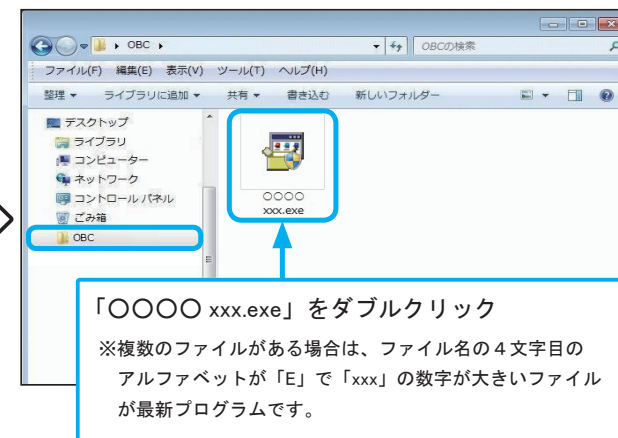 OBC
OBCの検索
ファイル(F) 編集(E) 表示(V) ツール(T) ヘルプ(H)
整理 ライブラリに追加 共有 書き込む 新しいフォルダー
デスクトップ
ライブラリ
コンピューター
ネットワーク
コントロール パネル
ごみ箱
OBC
○○○○
xxx.exe
「○○○○ xxx.exe」をダブルクリック
※複数のファイルがある場合は、ファイル名の４文字目の
アルファベットが「E」で「xxx」の数字が大きいファイル
が最新プログラムです。